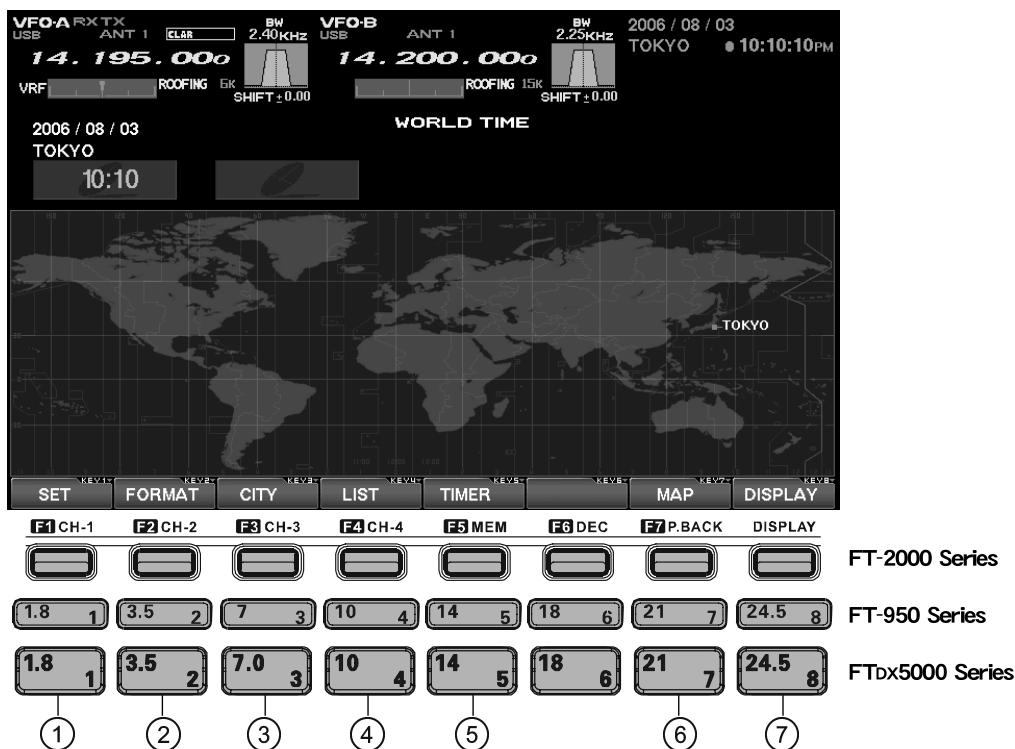 VFO-A RX TX
USB ANT 1 CLAR
BW
2.40KHZ
14. 195. 000
VRF ROOFING 6K
SHIFT±0.00
VFO-B
USB ANT 1
BW
2.25KHZ
14. 200. 000
ROOFING 15K
SHIFT±0.00
2006 / 08 / 03
TOKYO 10:10:10PM
WORLD TIME
2006 / 08 / 03
TOKYO
10:10
TOKYO
KEY1 KEY2 KEY3 KEY4 KEY5 KEY6 KEY7 KEY8
SET FORMAT CITY LIST TIMER MAP DISPLAY
F1 CH-1 F2 CH-2 F3 CH-3 F4 CH-4 F5 MEM F6 DEC F7 P.BACK DISPLAY
FT-2000 Series
1.8 1 3.5 2 7 3 10 4 14 5 18 6 21 7 24.5 8
FT-950 Series
1.8 1 3.5 2 7.0 3 10 4 14 5 18 6 21 7 24.5 8
FTDX5000 Series
① ② ③ ④ ⑤ ⑥ ⑦